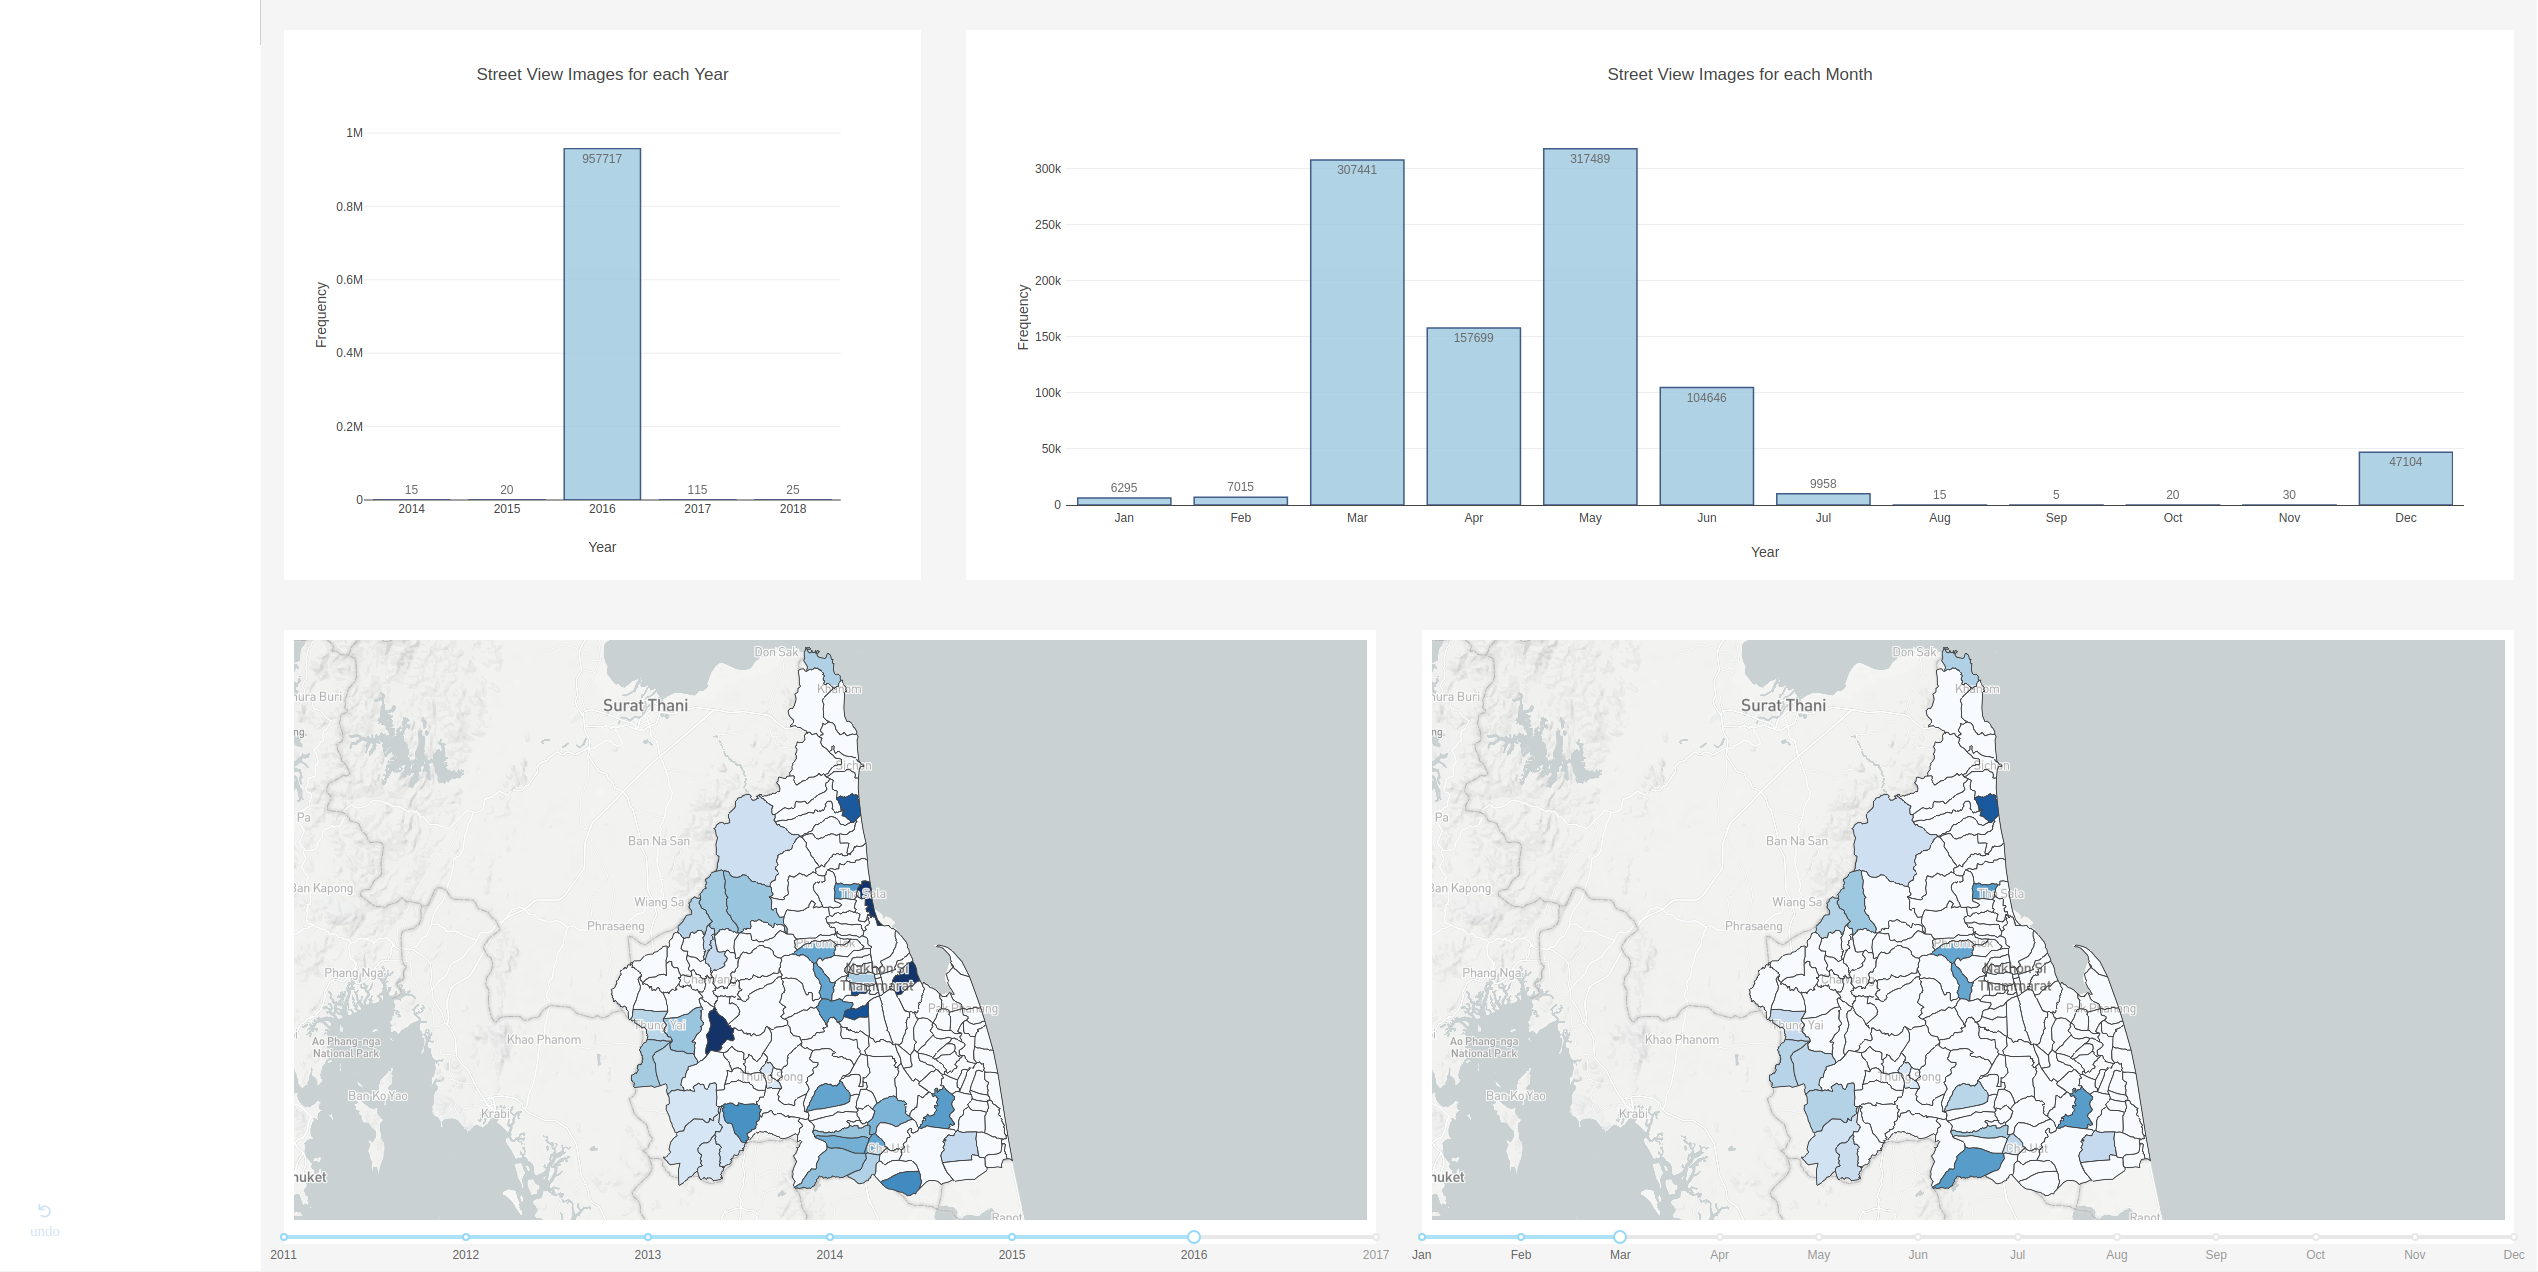 Street View Images for each Year
1M
0.8M
0.6M
0.4M
0.2M
0
Frequency
957717
15
20
115
25
2014
2015
2016
2017
2018
Year
Street View Images for each Month
300k
250k
200k
150k
100k
50k
0
Frequency
6295
7015
307441
157699
317489
104646
9958
15
5
20
30
47104
Jan
Feb
Mar
Apr
May
Jun
Jul
Aug
Sep
Oct
Nov
Dec
Year
Don Sak
Khanom
Surat Thani
Sichon
Pa
Ban Na San
Ban Kapong
Tha Sala
Wiang Sa
Phrasaeng
Phang Nga
Nakhon Si
Thammarat
Pak Phanang
Thung Yai
Ao Phang-nga
National Park
Khao Phanom
Thung Song
Ban Ko Yao
Krabi
Cha Uat
huket
Ranot
2011
2012
2013
2014
2015
2016
2017
Don Sak
Khanom
Surat Thani
Sichon
Pa
Ban Na San
Ban Kapong
Tha Sala
Wiang Sa
Phrasaeng
Phang Nga
Nakhon Si
Thammarat
Pak Phanang
Thung Yai
Ao Phang-nga
National Park
Khao Phanom
Thung Song
Ban Ko Yao
Krabi
Cha Uat
huket
Ranot
Jan
Feb
Mar
Apr
May
Jun
Jul
Aug
Sep
Oct
Nov
Dec
undo